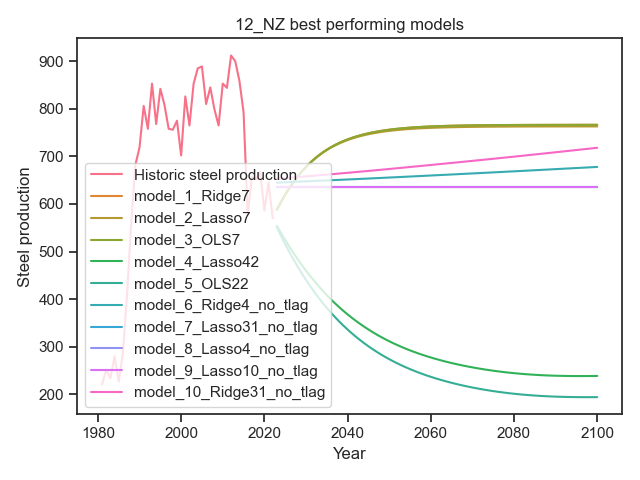 12_NZ best performing models
Steel production
900
800
700
600
500
400
300
200
Historic steel production
model_1_Ridge7
model_2_Lasso7
model_3_OLS7
model_4_Lasso42
model_5_OLS22
model_6_Ridge4_no_tlag
model_7_Lasso31_no_tlag
model_8_Lasso4_no_tlag
model_9_Lasso10_no_tlag
model_10_Ridge31_no_tlag
1980 2000 2020 2040 2060 2080 2100
Year